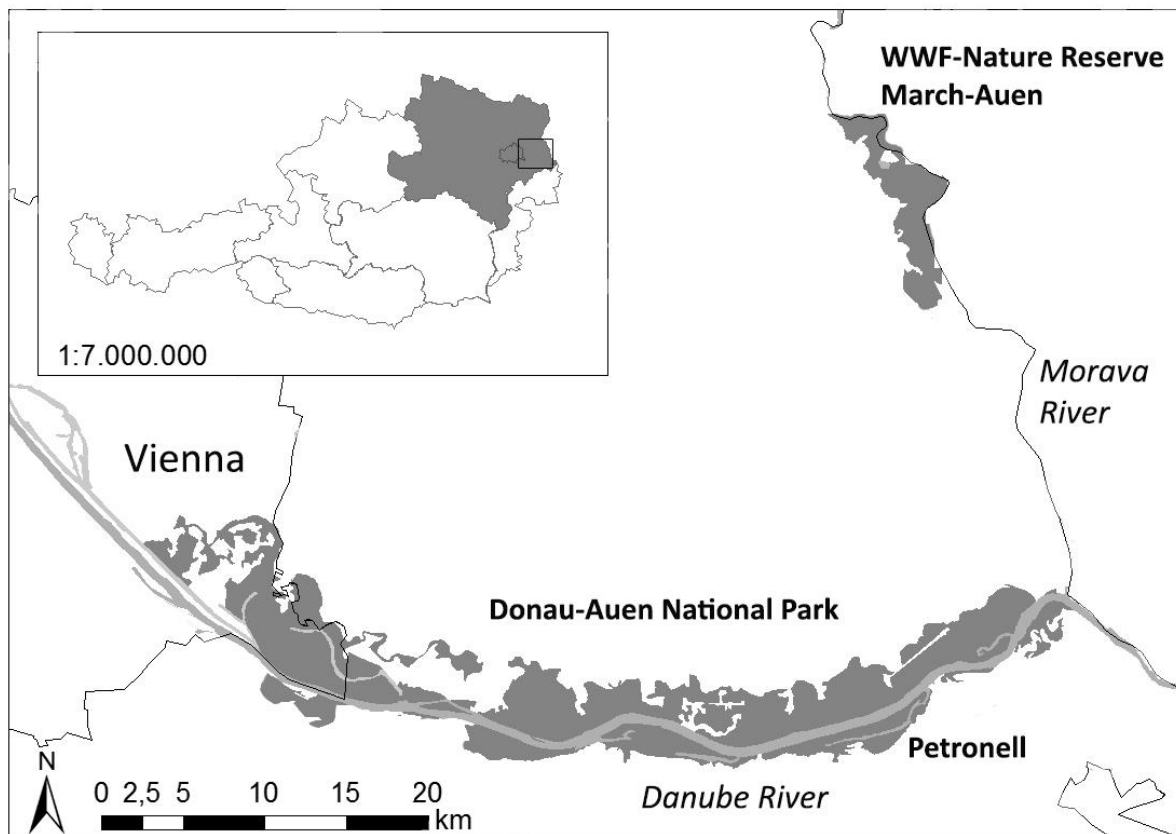 WWF-Nature Reserve
March-Auen
1:7.000.000
Morava
River
Vienna
Donau-Auen National Park
Petronell
N
0 2,5 5 10 15 20
km
Danube River